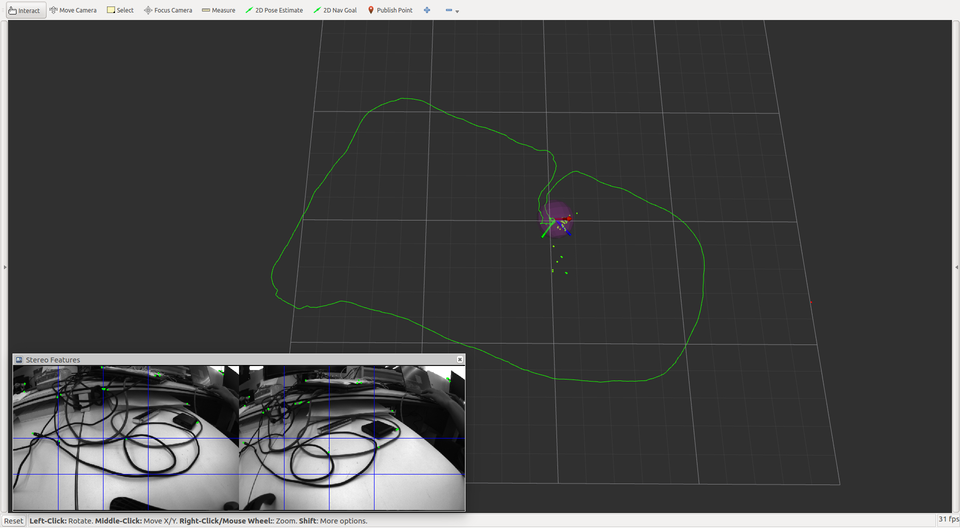 Interact Move Camera Select Focus Camera Measure 2D Pose Estimate 2D Nav Goal Publish Point
Stereo Features
Reset Left-Click: Rotate. Middle-Click: Move X/Y. Right-Click/Mouse Wheel:: Zoom. Shift: More options. 31 fps